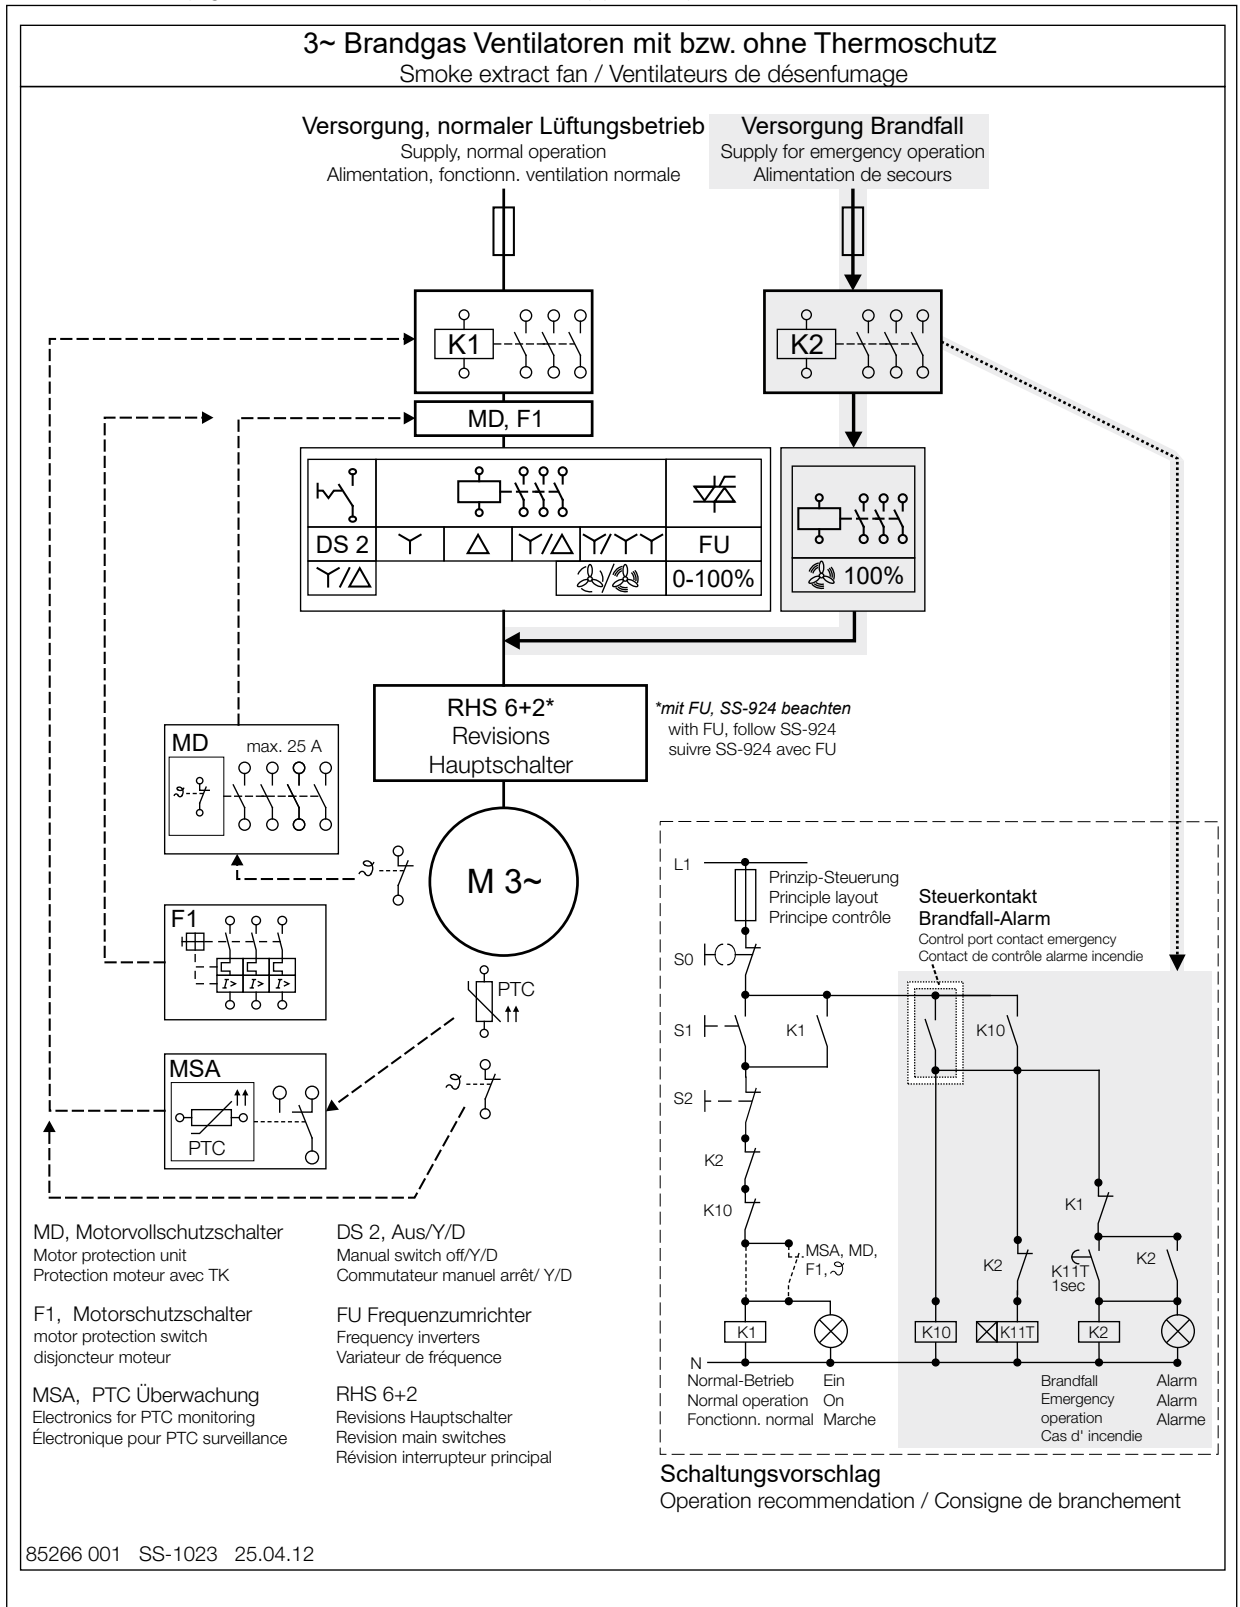 3~ Brandgas Ventilatoren mit bzw. ohne Thermoschutz
Smoke extract fan / Ventilateurs de désenfumage
Versorgung, normaler Lüftungsbetrieb
Supply, normal operation
Alimentation, fonctionn. ventilation normale
Versorgung Brandfall
Supply for emergency operation
Alimentation de secours
K1
K2
MD, F1
DS 2
FU
0-100%
100%
RHS 6+2*
Revisions
Hauptschalter
*mit FU, SS-924 beachten
with FU, follow SS-924
suivre SS-924 avec FU
MD
max. 25 A
ϑ
ϑ
M 3~
F1
I>
I>
I>
PTC
MSA
PTC
ϑ
L1
Prinzip-Steuerung
Principle layout
Principe contrôle
Steuerkontakt
Brandfall-Alarm
Control port contact emergency
Contact de contrôle alarme incendie
S0
S1
K1
K10
S2
K2
K10
K1
MSA, MD,
F1, ϑ
K2
K11T
1sec
K2
K1
K10
K11T
K2
N
Normal-Betrieb
Normal operation
Fonctionn. normal
Ein
On
Marche
Brandfall
Emergency
operation
Cas d' incendie
Alarm
Alarm
Alarme
Schaltungsvorschlag
Operation recommendation / Consigne de branchement
MD, Motorvollschutzschalter
Motor protection unit
Protection moteur avec TK
F1, Motorschutzschalter
motor protection switch
disjoncteur moteur
MSA, PTC Überwachung
Electronics for PTC monitoring
Électronique pour PTC surveillance
DS 2, Aus/Y/D
Manual switch off/Y/D
Commutateur manuel arrêt/ Y/D
FU Frequenzumrichter
Frequency inverters
Variateur de fréquence
RHS 6+2
Revisions Hauptschalter
Revision main switches
Révision interrupteur principal
85266 001 SS-1023 25.04.12